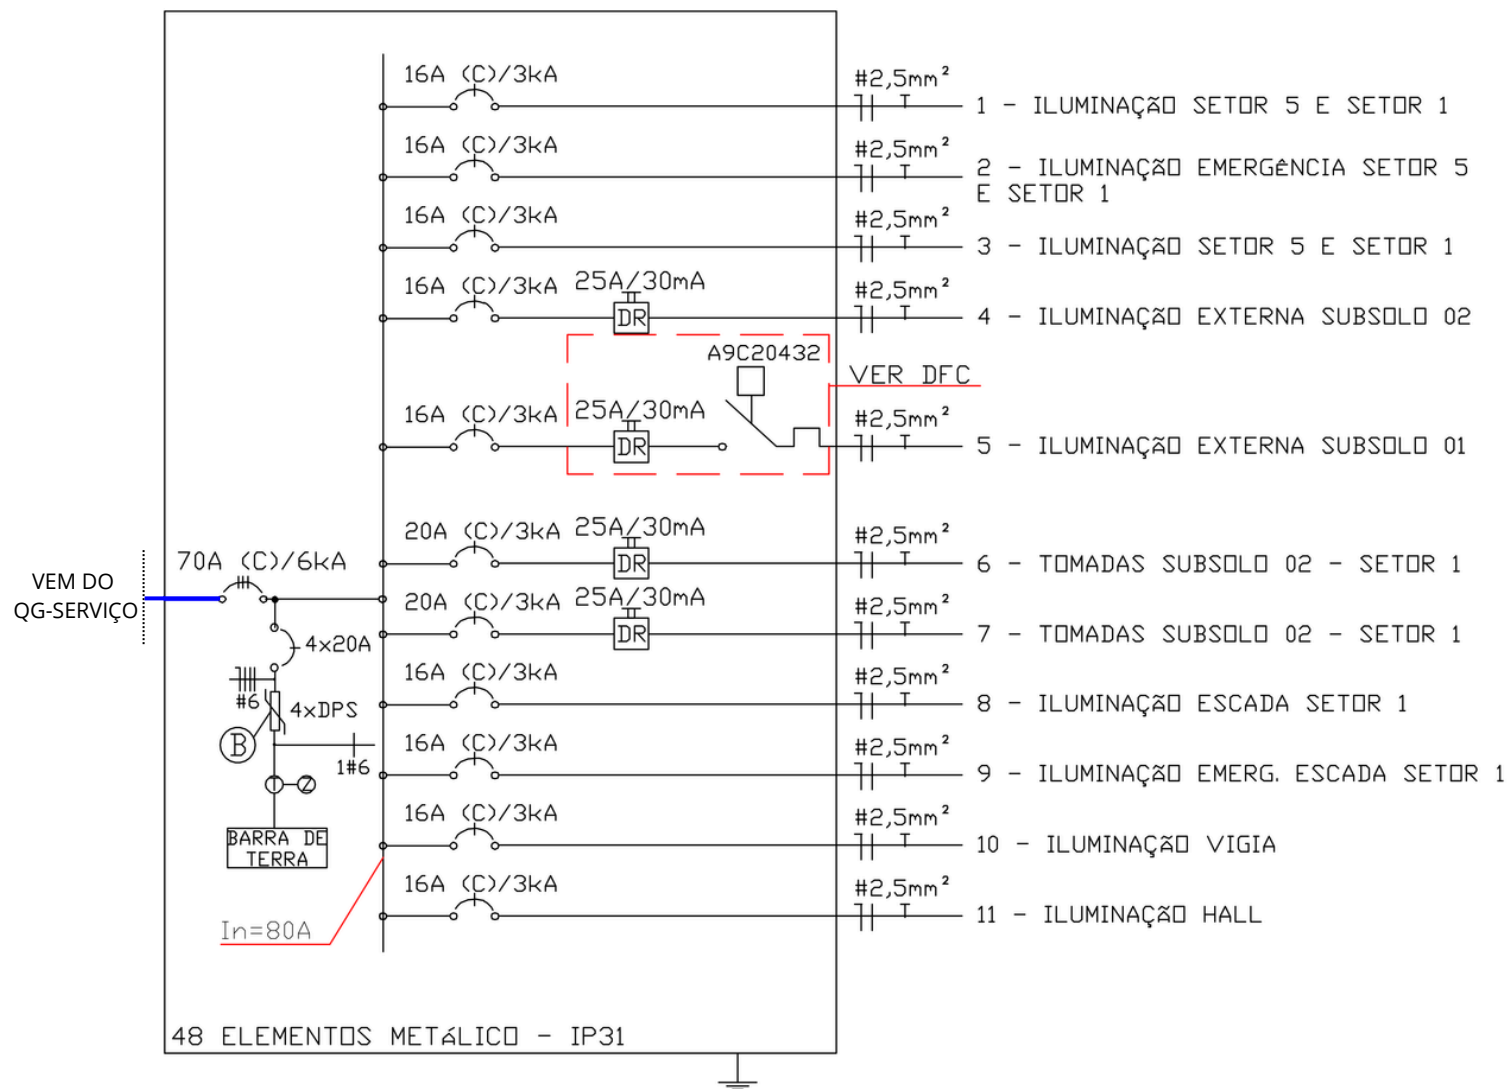 16A (C)/3kA
#2,5mm²
1 - ILUMINAÇÃO SETOR 5 E SETOR 1
16A (C)/3kA
#2,5mm²
2 - ILUMINAÇÃO EMERGÊNCIA SETOR 5
E SETOR 1
16A (C)/3kA
#2,5mm²
3 - ILUMINAÇÃO SETOR 5 E SETOR 1
16A (C)/3kA
25A/30mA
DR
#2,5mm²
4 - ILUMINAÇÃO EXTERNA SUBSOLO 02
A9C20432
VER DFC
16A (C)/3kA
25A/30mA
DR
#2,5mm²
5 - ILUMINAÇÃO EXTERNA SUBSOLO 01
20A (C)/3kA
25A/30mA
DR
#2,5mm²
6 - TOMADAS SUBSOLO 02 - SETOR 1
70A (C)/6kA
VEM DO
QG-SERVIÇO
20A (C)/3kA
25A/30mA
DR
#2,5mm²
7 - TOMADAS SUBSOLO 02 - SETOR 1
4x20A
#6
4xDPS
B
1#6
1
2
BARRA DE
TERRA
16A (C)/3kA
#2,5mm²
8 - ILUMINAÇÃO ESCADA SETOR 1
16A (C)/3kA
#2,5mm²
9 - ILUMINAÇÃO EMERG. ESCADA SETOR 1
16A (C)/3kA
#2,5mm²
10 - ILUMINAÇÃO VIGIA
16A (C)/3kA
#2,5mm²
11 - ILUMINAÇÃO HALL
In=80A
48 ELEMENTOS METÁLICO - IP31